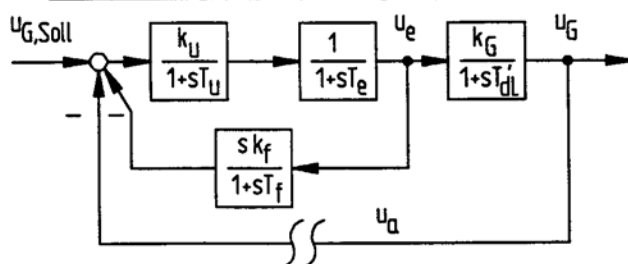 u_G,Soll
k_u
1+sT_u
1
1+sT_e
u_e
k_G
1+sT'_dL
u_G
− −
s k_f
1+sT_f
u_a